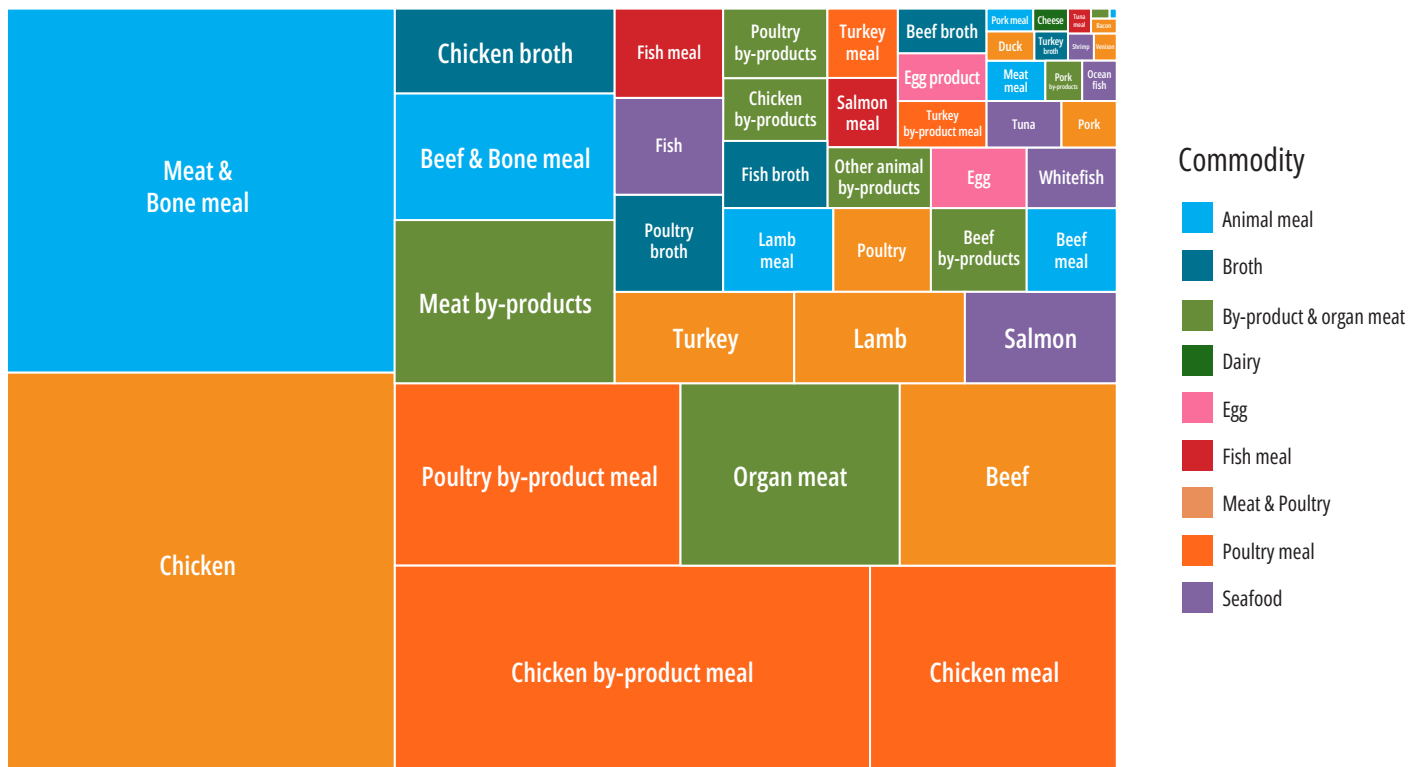 Meat &
Bone meal
Chicken
Chicken broth
Beef & Bone meal
Meat by-products
Fish meal
Fish
Poultry
broth
Poultry
by-products
Chicken
by-products
Fish broth
Turkey
meal
Salmon
meal
Other animal
by-products
Beef broth
Egg product
Turkey
by-product meal
Pork meal
Cheese
Tuna
meal
Bacon
Duck
Turkey
broth
Shrimp
Venison
Meat
meal
Pork
by-products
Ocean
fish
Tuna
Pork
Egg
Whitefish
Lamb
meal
Poultry
Beef
by-products
Beef
meal
Turkey
Lamb
Salmon
Poultry by-product meal
Organ meat
Beef
Chicken by-product meal
Chicken meal
Commodity
Animal meal
Broth
By-product & organ meat
Dairy
Egg
Fish meal
Meat & Poultry
Poultry meal
Seafood